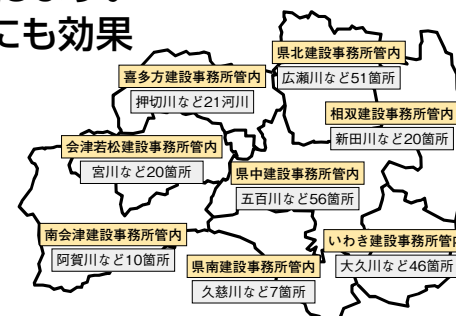 にも効果
県北建設事務所管内
広瀬川など51箇所
喜多方建設事務所管内
押切川など21河川
相双建設事務所管内
新田川など20箇所
会津若松建設事務所管内
宮川など20箇所
県中建設事務所管内
五百川など56箇所
南会津建設事務所管内
阿賀川など10箇所
いわき建設事務所管内
大久川など46箇所
県南建設事務所管内
久慈川など7箇所